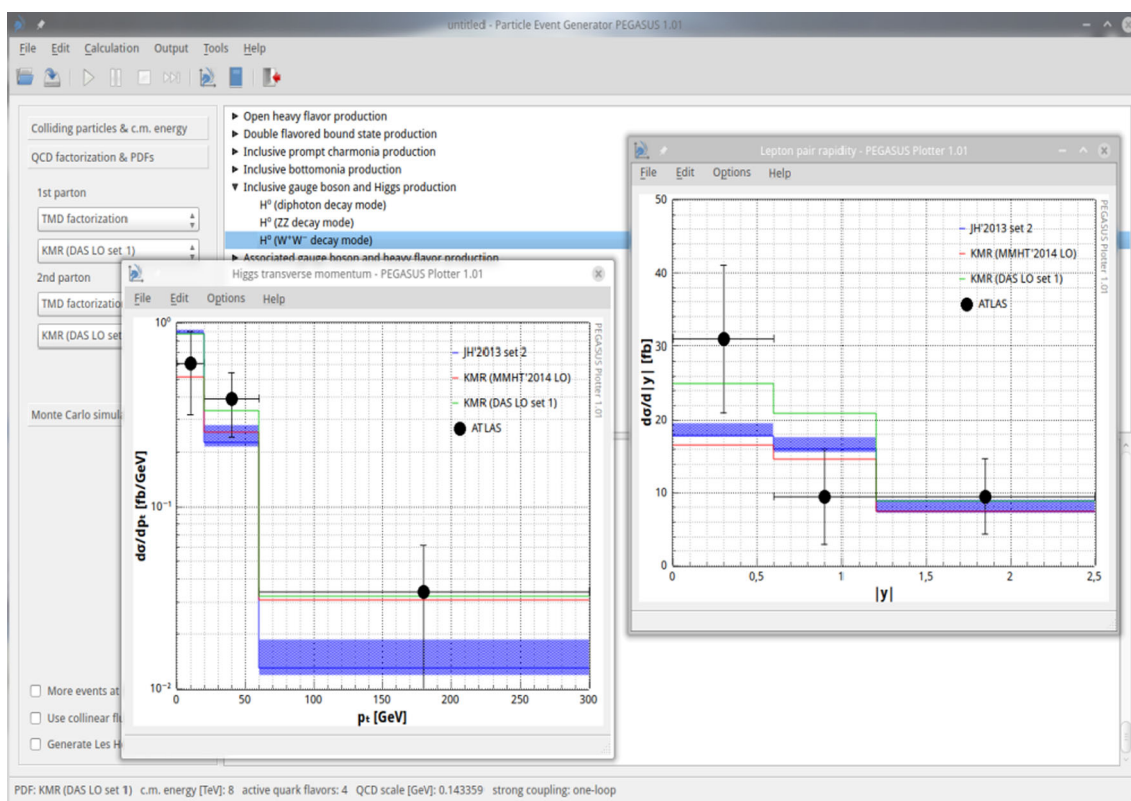 untitled - Particle Event Generator PEGASUS 1.01
File Edit Calculation Output Tools Help
Colliding particles & c.m. energy
QCD factorization & PDFs
1st parton
TMD factorization
KMR (DAS LO set 1)
2nd parton
TMD factorization
KMR (DAS LO set
Monte Carlo simula
More events at
Use collinear flu
Generate Les H
Open heavy flavor production
Double flavored bound state production
Inclusive prompt charmonia production
Inclusive bottomonia production
Inclusive gauge boson and Higgs production
H⁰ (diphoton decay mode)
H⁰ (ZZ decay mode)
H⁰ (W⁺W⁻ decay mode)
Associated gauge boson and heavy flavor production
Higgs transverse momentum - PEGASUS Plotter 1.01
File Edit Options Help
PEGASUS Plotter 1.01
JH'2013 set 2
KMR (MMHT'2014 LO)
KMR (DAS LO set 1)
ATLAS
dσ/dpₜ [fb/GeV]
10⁰
10⁻¹
10⁻²
0 50 100 150 200 250 300
pₜ [GeV]
Lepton pair rapidity - PEGASUS Plotter 1.01
File Edit Options Help
PEGASUS Plotter 1.01
JH'2013 set 2
KMR (MMHT'2014 LO)
KMR (DAS LO set 1)
ATLAS
dσ/d|y| [fb]
50
40
30
20
10
0
0 0,5 1 1,5 2 2,5
|y|
PDF: KMR (DAS LO set 1) c.m. energy [TeV]: 8 active quark flavors: 4 QCD scale [GeV]: 0.143359 strong coupling: one-loop